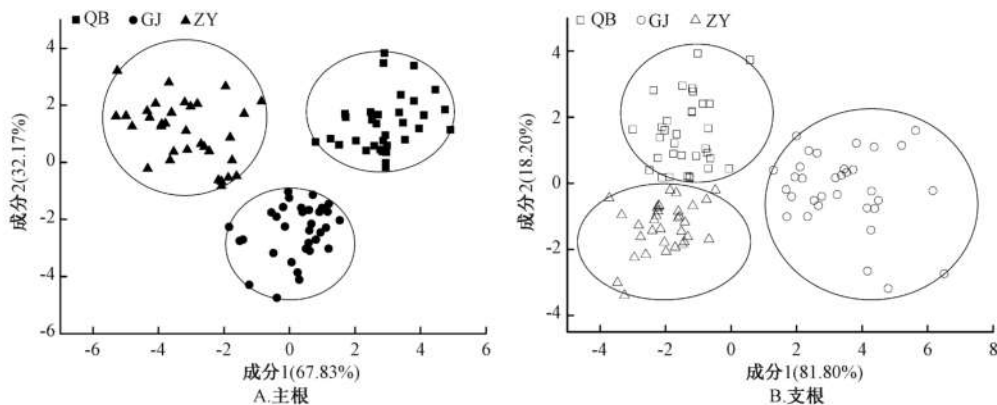 ■ QB ● GJ ▲ ZY
4
2
0
-2
-4
-6
成分2(32.17%)
-6 -4 -2 0 2 4 6
成分1(67.83%)
A.主根
□ QB ○ GJ △ ZY
4
2
0
-2
-4
成分2(18.20%)
-4 -2 0 2 4 6 8
成分1(81.80%)
B.支根